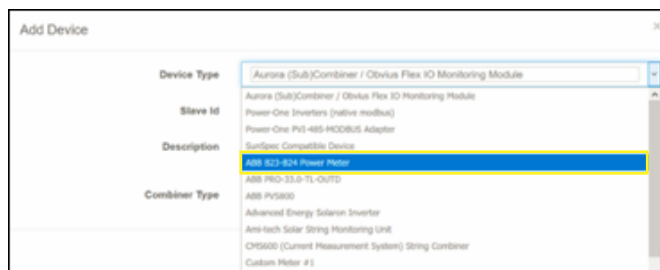 Add Device
×
Device Type
Aurora (Sub)Combiner / Obvius Flex IO Monitoring Module
Aurora (Sub)Combiner / Obvius Flex IO Monitoring Module
Slave Id
Power-One Inverters (native modbus)
Power-One PVI-485-MODBUS Adapter
Description
SunSpec Compatible Device
ABB B23-B24 Power Meter
ABB PRO-33.0-TL-OUTD
Combiner Type
ABB PVS800
Advanced Energy Solaron Inverter
Ami-tech Solar String Monitoring Unit
CMS600 (Current Measurement System) String Combiner
Custom Meter #1